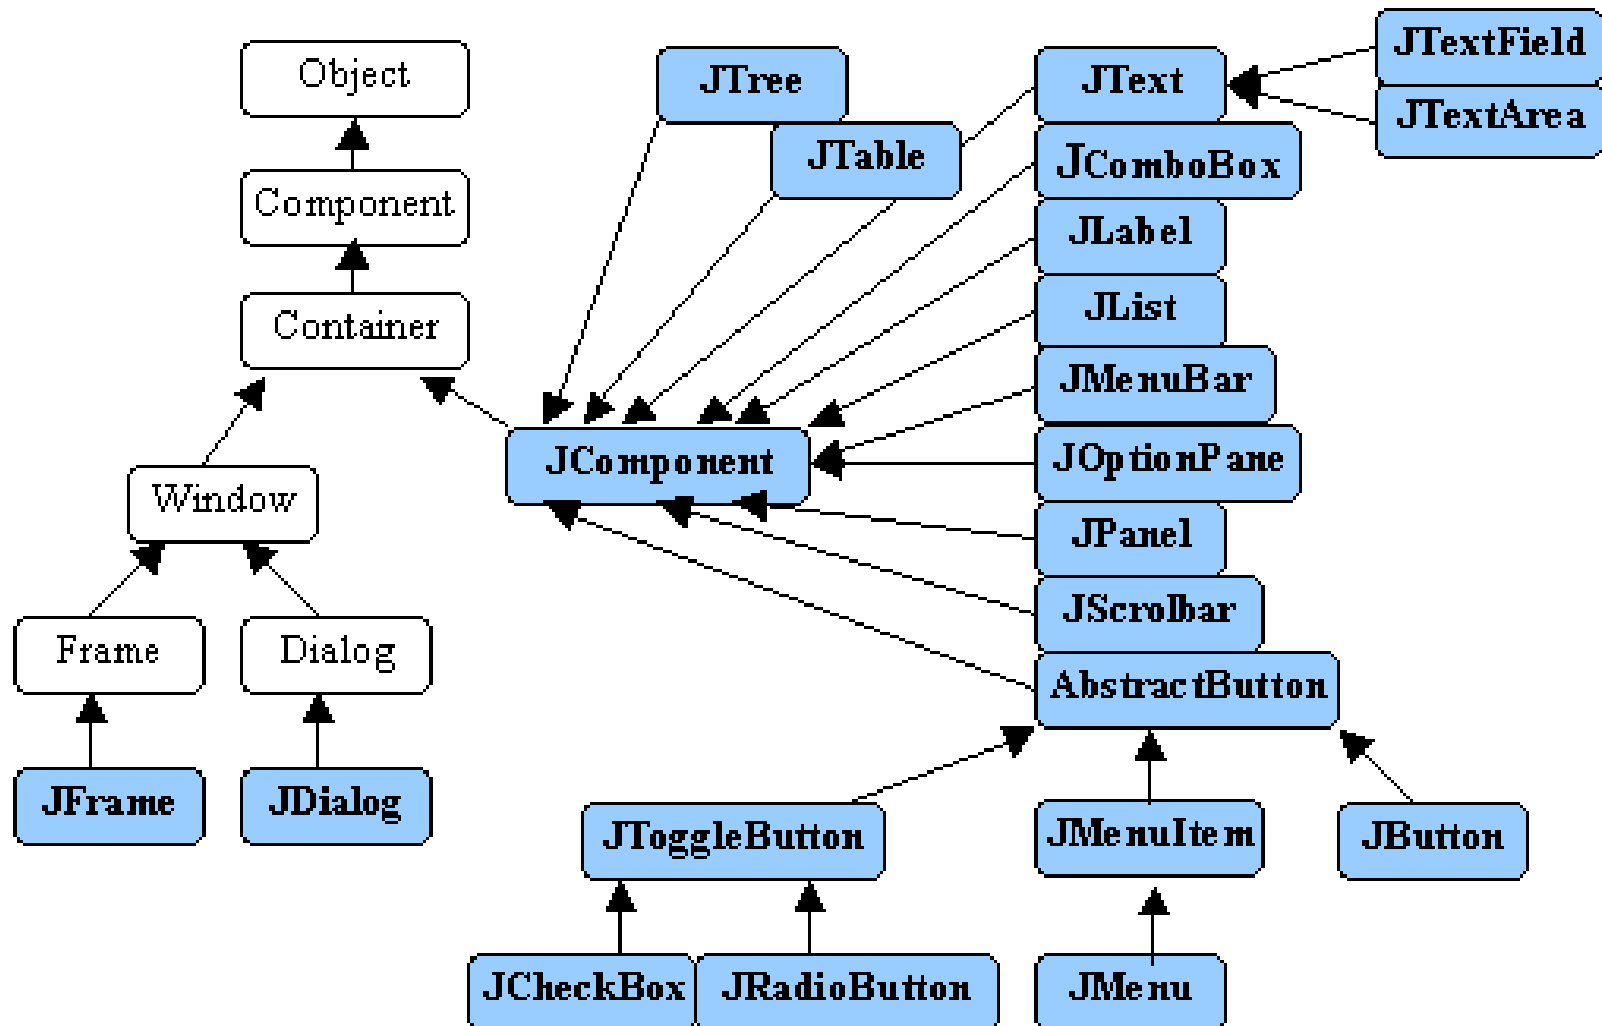 Object
JTree
JText
JTextField
JTextArea
JTable
JComboBox
Component
JLabel
Container
JList
JMenuBar
JComponent
JOptionPane
Window
JPanel
JScrollbar
Frame
Dialog
AbstractButton
JFrame
JDialog
JToggleButton
JMenuItem
JButton
JCheckBox
JRadioButton
JMenu